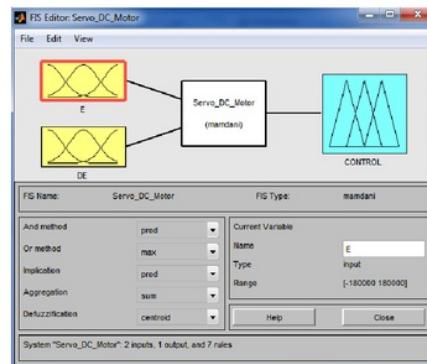 FIS Editor: Servo_DC_Motor
File Edit View
E
DE
Servo_DC_Motor
(mamdani)
CONTROL
FIS Name: Servo_DC_Motor FIS Type: mamdani
And method prod
Or method max
Implication prod
Aggregation sum
Defuzzification centroid
Current Variable
Name E
Type input
Range [-180000 180000]
Help Close
System "Servo_DC_Motor": 2 inputs, 1 output, and 7 rules